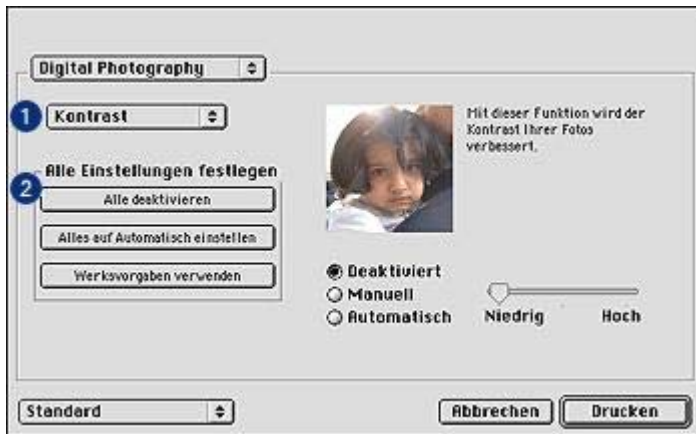 Digital Photography
1 Kontrast
Mit dieser Funktion wird der
Kontrast Ihrer Fotos
verbessert.
Alle Einstellungen festlegen
2
Alle deaktivieren
Alles auf Automatisch einstellen
Werksvorgaben verwenden
Deaktiviert
Manuell
Automatisch
Niedrig Hoch
Standard
Abbrechen Drucken